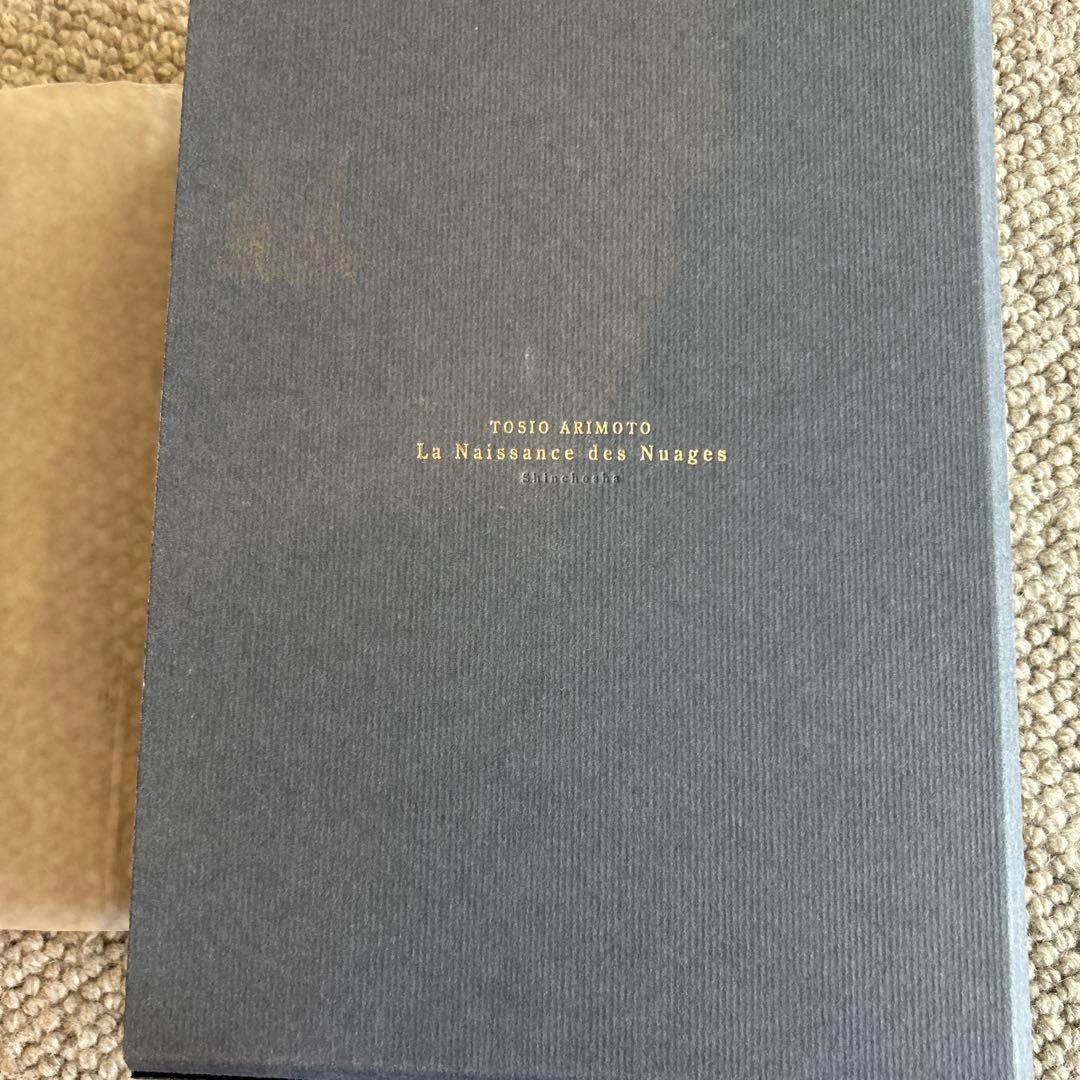 TOSIO ARIMOTO
La Naissance des Nuages
Shinchosha